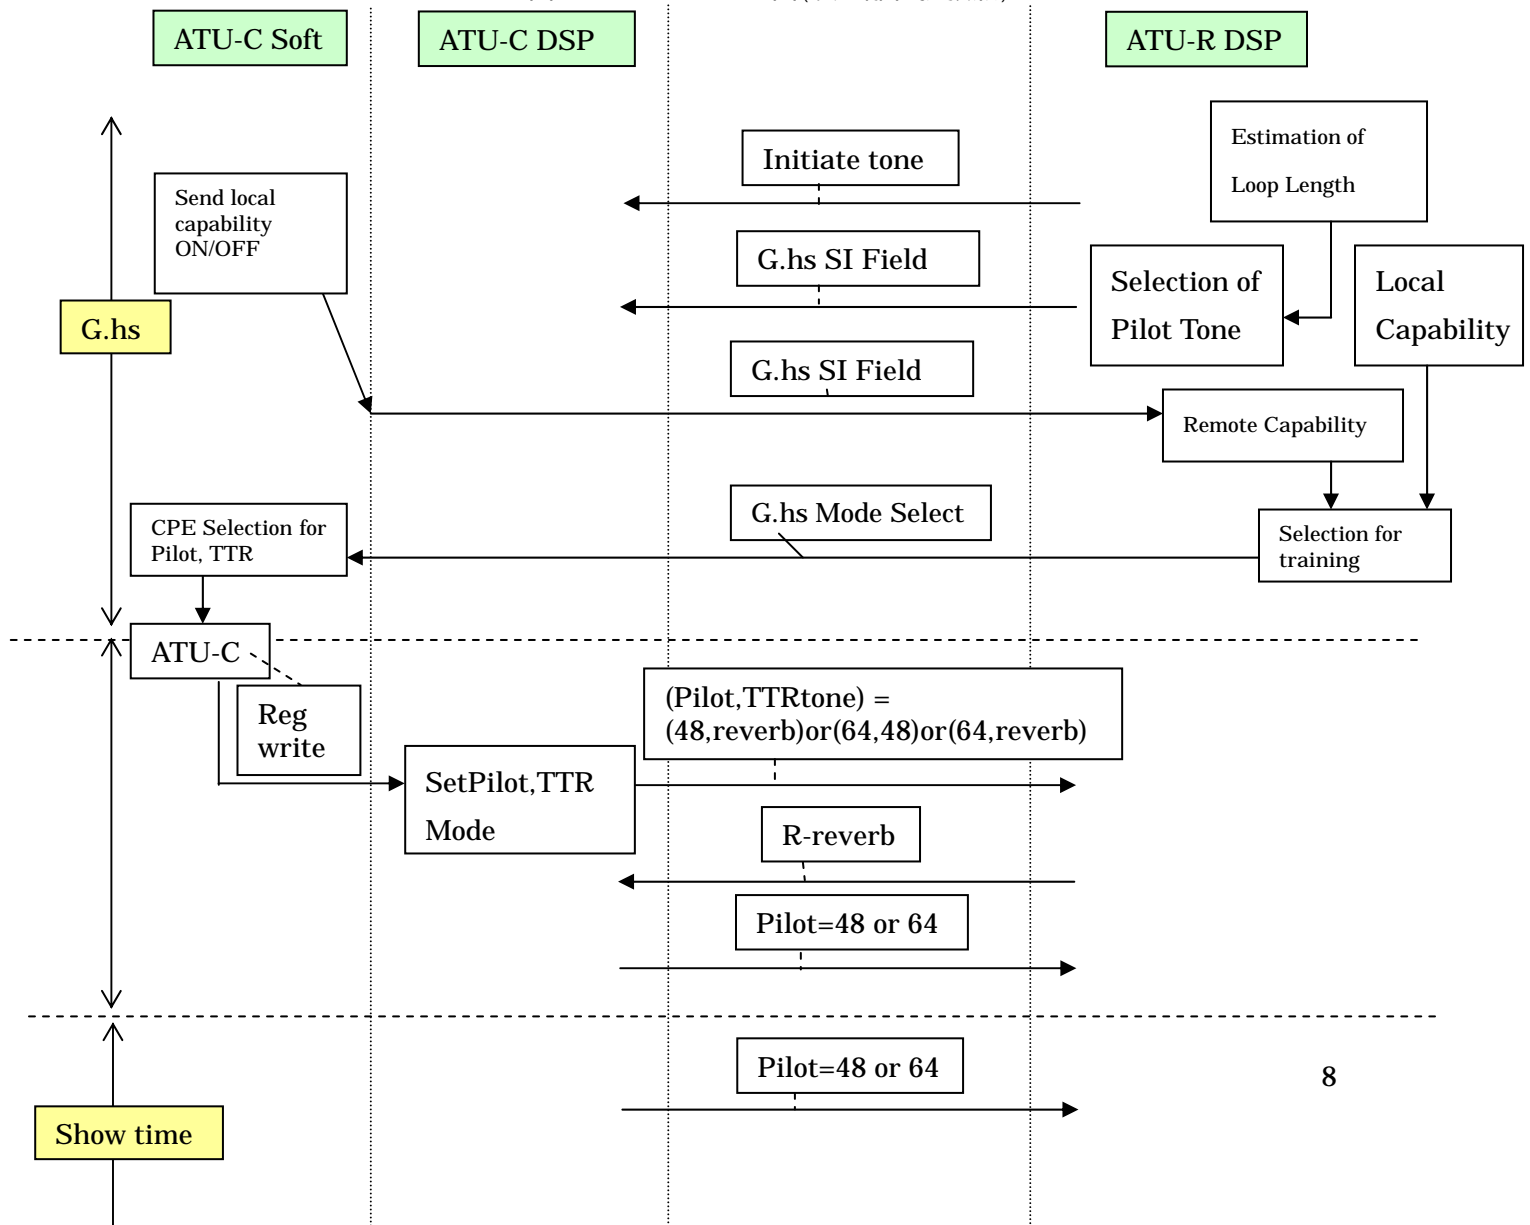 ATU-C Soft
ATU-C DSP
ATU-R DSP
Initiate tone
Estimation of
Loop Length
Send local
capability
ON/OFF
G.hs SI Field
Selection of
Pilot Tone
Local
Capability
G.hs
G.hs SI Field
Remote Capability
G.hs Mode Select
CPE Selection for
Pilot, TTR
Selection for
training
ATU-C
Reg
write
(Pilot,TTRtone) =
(48,reverb)or(64,48)or(64,reverb)
SetPilot,TTR
Mode
R-reverb
Pilot=48 or 64
Pilot=48 or 64
8
Show time